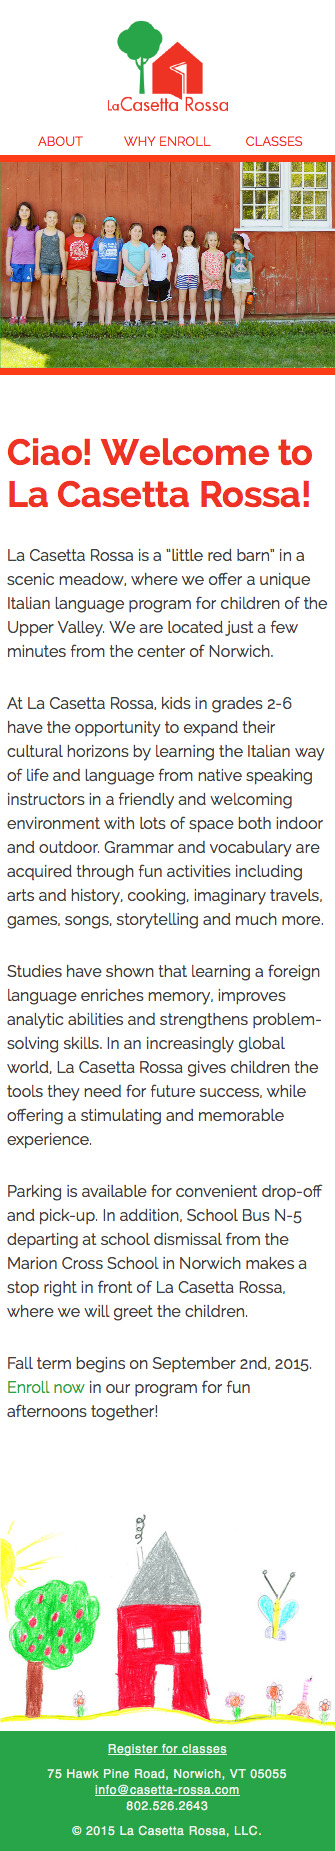 La Casetta Rossa
ABOUT WHY ENROLL CLASSES
Ciao! Welcome to
La Casetta Rossa!
La Casetta Rossa is a “little red barn” in a
scenic meadow, where we offer a unique
Italian language program for children of the
Upper Valley. We are located just a few
minutes from the center of Norwich.
At La Casetta Rossa, kids in grades 2-6
have the opportunity to expand their
cultural horizons by learning the Italian way
of life and language from native speaking
instructors in a friendly and welcoming
environment with lots of space both indoor
and outdoor. Grammar and vocabulary are
acquired through fun activities including
arts and history, cooking, imaginary travels,
games, songs, storytelling and much more.
Studies have shown that learning a foreign
language enriches memory, improves
analytic abilities and strengthens problem-
solving skills. In an increasingly global
world, La Casetta Rossa gives children the
tools they need for future success, while
offering a stimulating and memorable
experience.
Parking is available for convenient drop-off
and pick-up. In addition, School Bus N-5
departing at school dismissal from the
Marion Cross School in Norwich makes a
stop right in front of La Casetta Rossa,
where we will greet the children.
Fall term begins on September 2nd, 2015.
Enroll now in our program for fun
afternoons together!
Register for classes
75 Hawk Pine Road, Norwich, VT 05055
info@casetta-rossa.com
802.526.2643
© 2015 La Casetta Rossa, LLC.